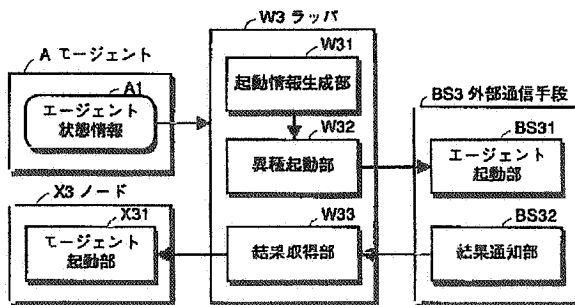 A エージェント
A1
エージェント
状態情報
W3 ラッパ
W31
起動情報生成部
W32
異種起動部
W33
結果取得部
BS3 外部通信手段
BS31
エージェント
起動部
BS32
結果通知部
X3 ノード
X31
エージェント
起動部